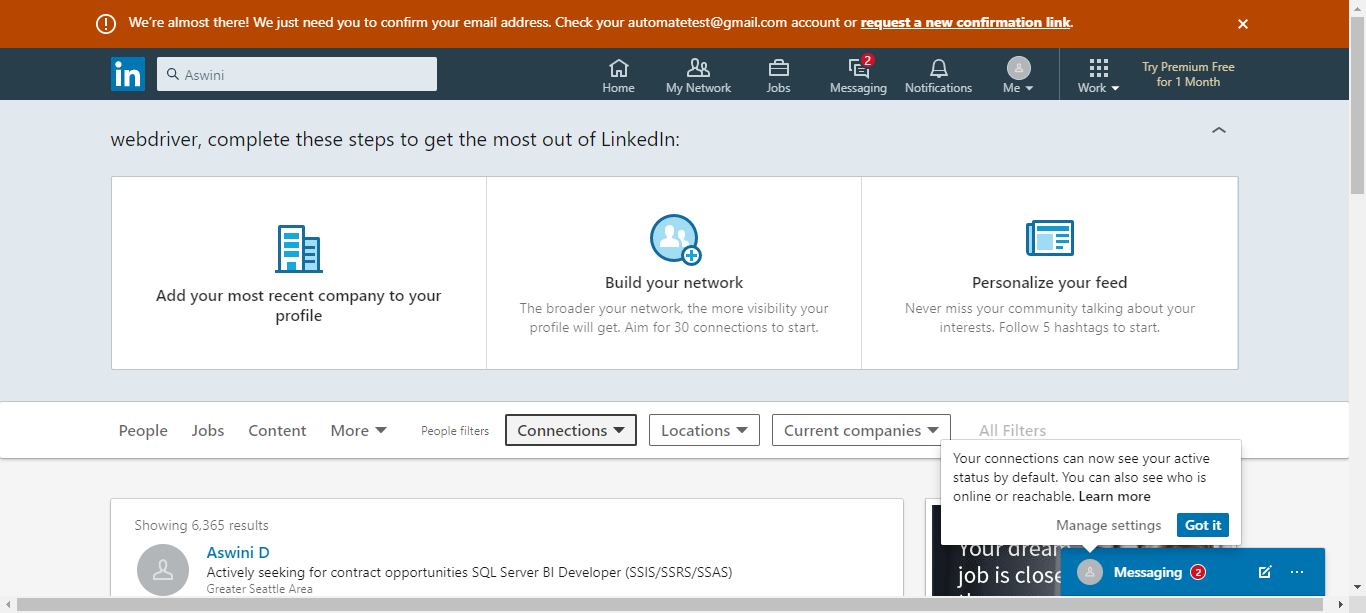 We're almost there! We just need you to confirm your email address. Check your automatetest@gmail.com account or request a new confirmation link.
in
Aswini
Home
My Network
Jobs
2
Messaging
Notifications
Me
Work
Try Premium Free
for 1 Month
webdriver, complete these steps to get the most out of LinkedIn:
Add your most recent company to your
profile
Build your network
The broader your network, the more visibility your
profile will get. Aim for 30 connections to start.
Personalize your feed
Never miss your community talking about your
interests. Follow 5 hashtags to start.
People Jobs Content More People filters Connections Locations Current companies All Filters
Your connections can now see your active
status by default. You can also see who is
online or reachable. Learn more
Manage settings Got it
Showing 6,365 results
Aswini D
Actively seeking for contract opportunities SQL Server BI Developer (SSIS/SSRS/SSAS)
Greater Seattle Area
Your dream
job is close
Messaging 2